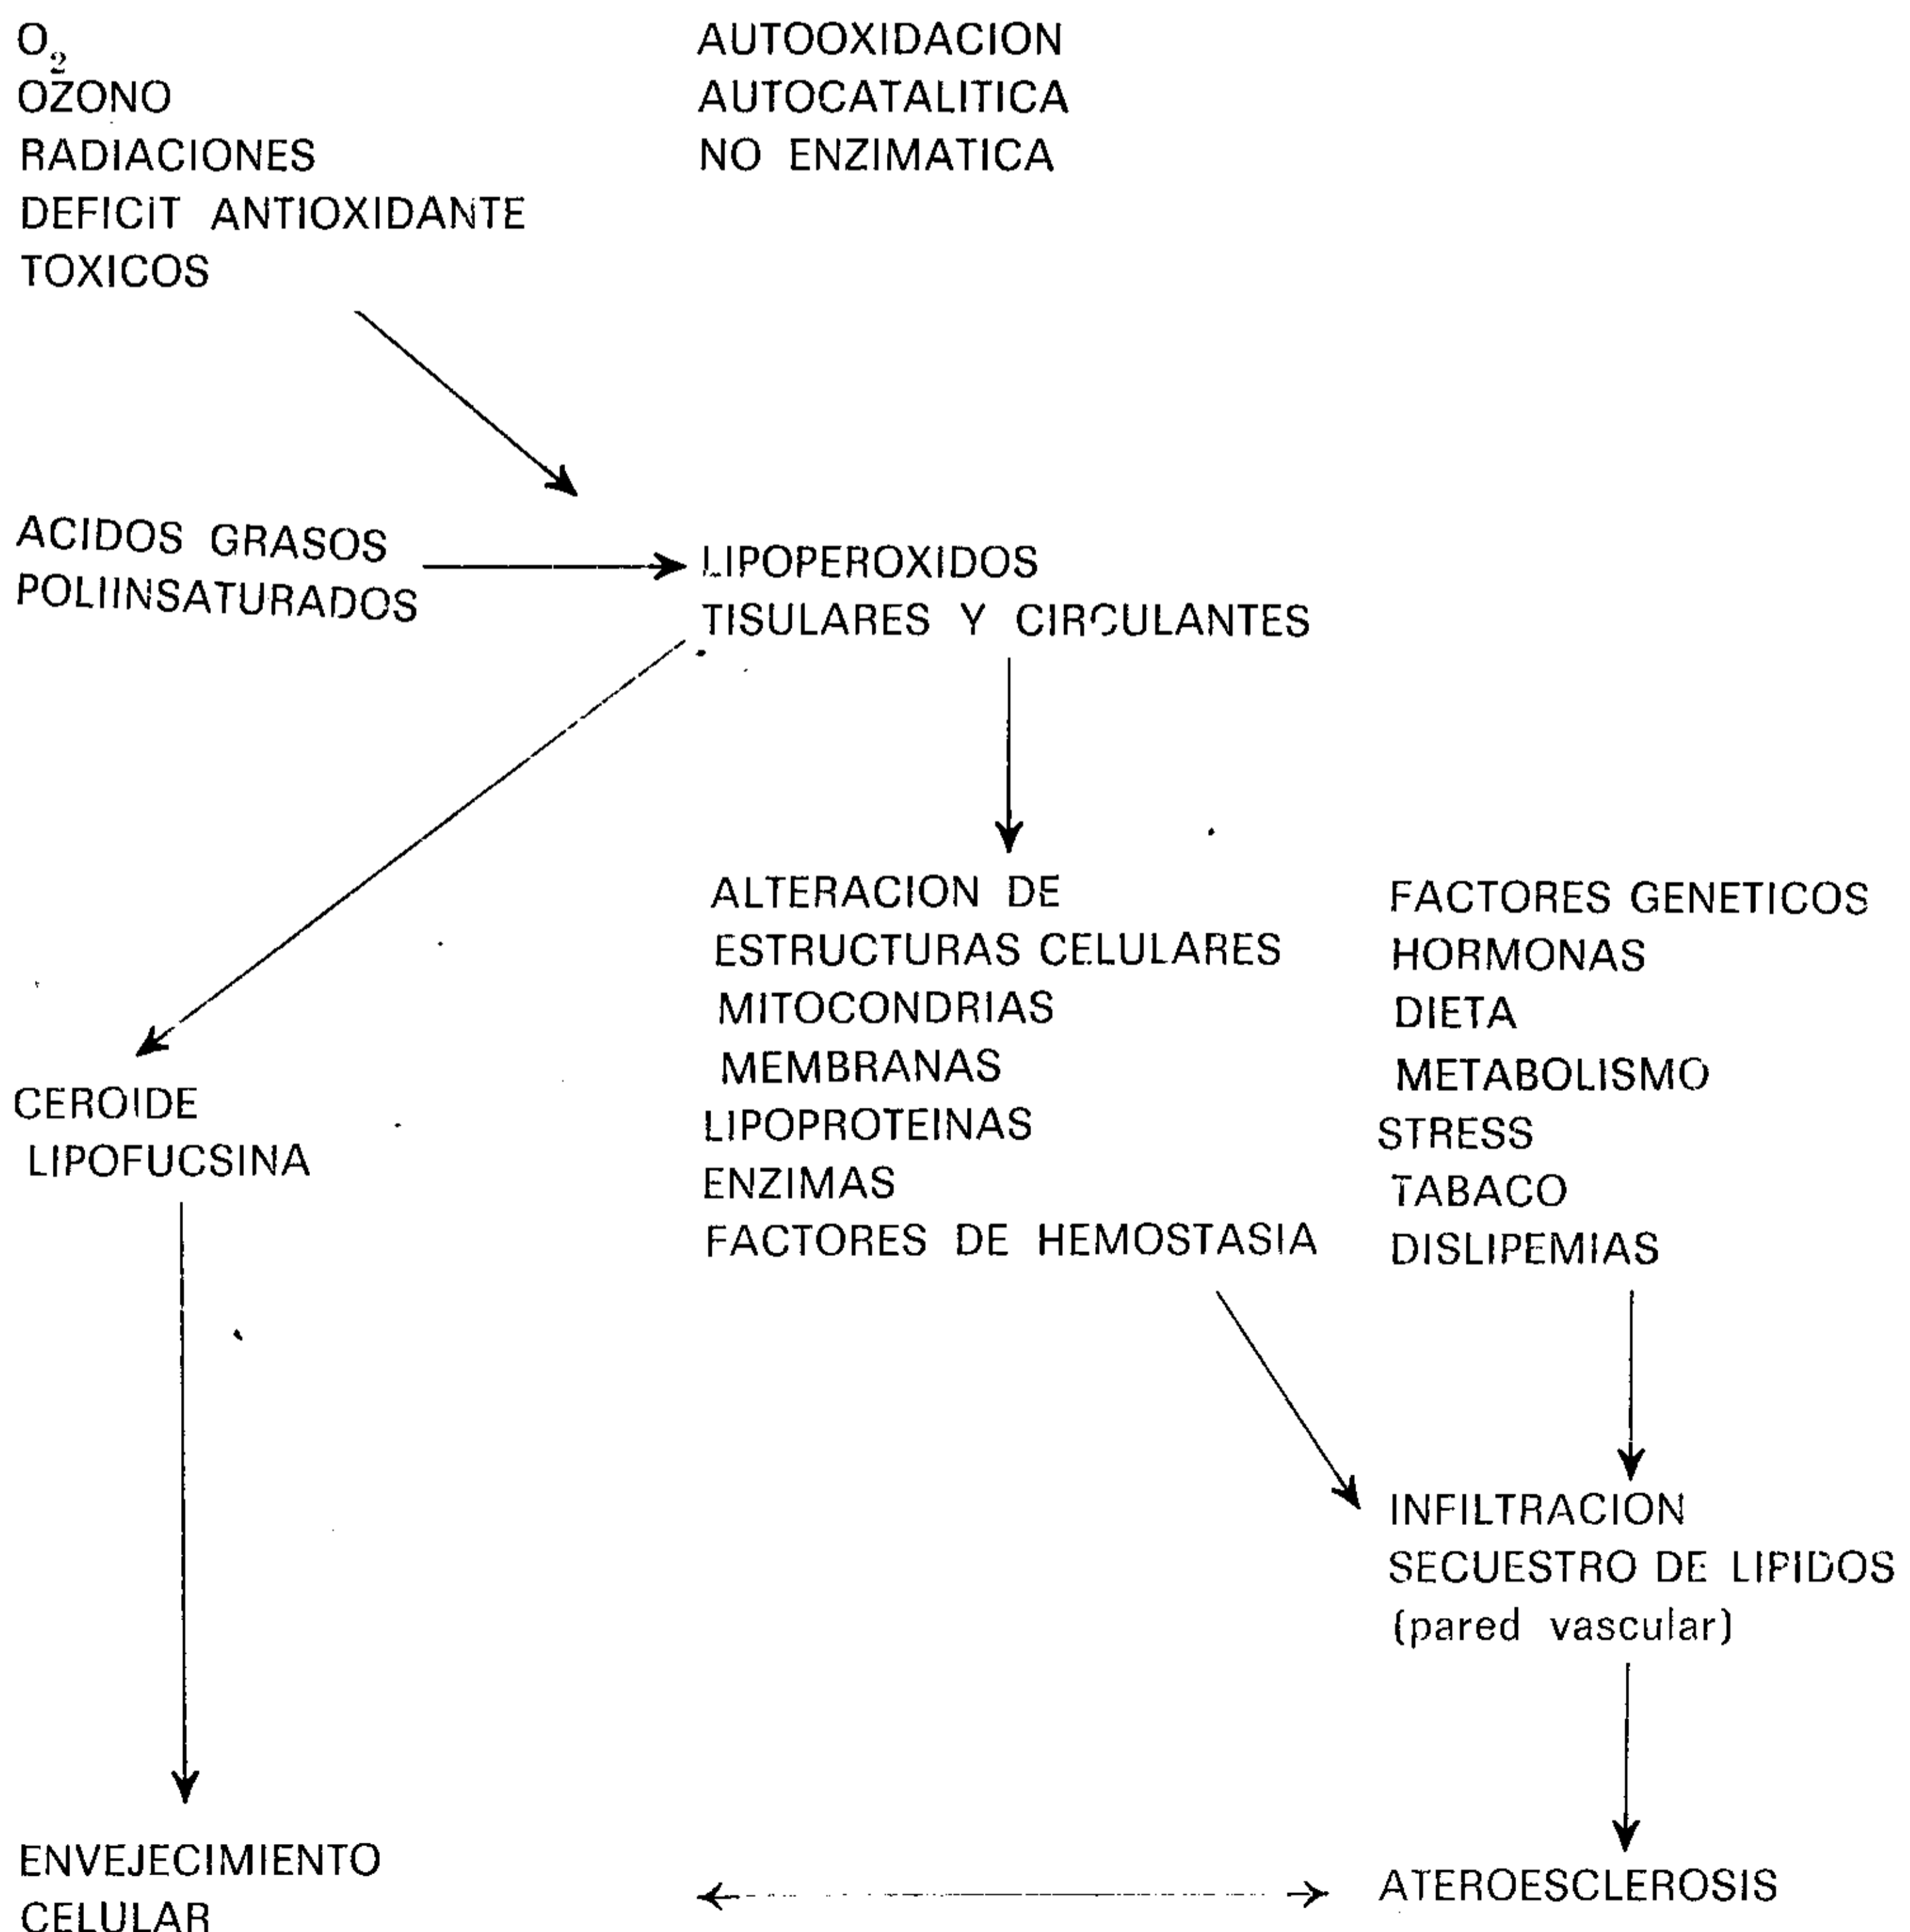 O₂
OZONO
RADIACIONES
DEFICIT ANTIOXIDANTE
TOXICOS
AUTOOXIDACION
AUTOCATALITICA
NO ENZIMATICA
ACIDOS GRASOS
POLIINSATURADOS
LIPOPEROXIDOS
TISULARES Y CIRCULANTES
CEROIDE
LIPOFUCSINA
ALTERACION DE
ESTRUCTURAS CELULARES
MITOCONDRIAS
MEMBRANAS
LIPOPROTEINAS
ENZIMAS
FACTORES DE HEMOSTASIA
FACTORES GENETICOS
HORMONAS
DIETA
METABOLISMO
STRESS
TABACO
DISLIPEMIAS
INFILTRACION
SECUESTRO DE LIPIDOS
(pared vascular)
ENVEJECIMIENTO
CELULAR
ATEROESCLEROSIS